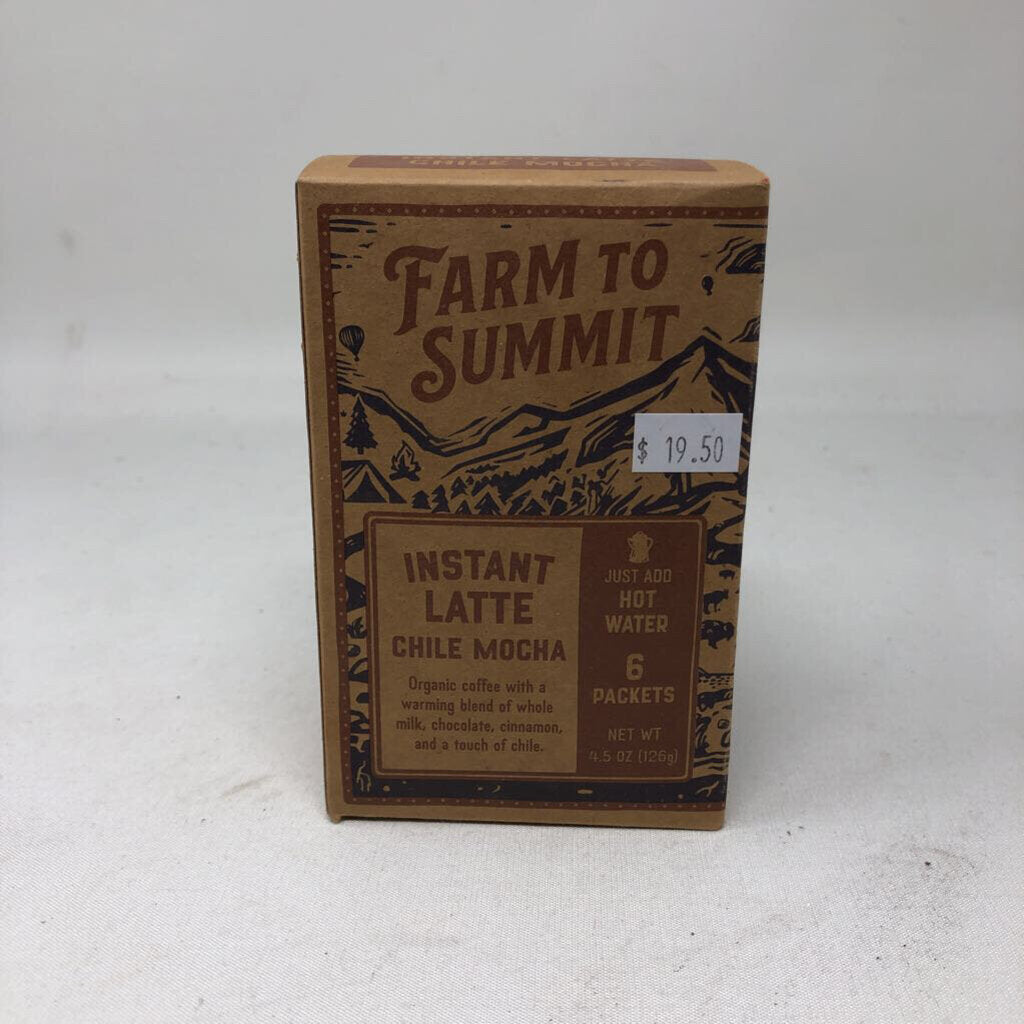 CHILE MOCHA
FARM TO
SUMMIT
$ 19.50
INSTANT
LATTE
CHILE MOCHA
Organic coffee with a
warming blend of whole
milk, chocolate, cinnamon,
and a touch of chile.
JUST ADD
HOT
WATER
6
PACKETS
NET WT
4.5 OZ (126g)